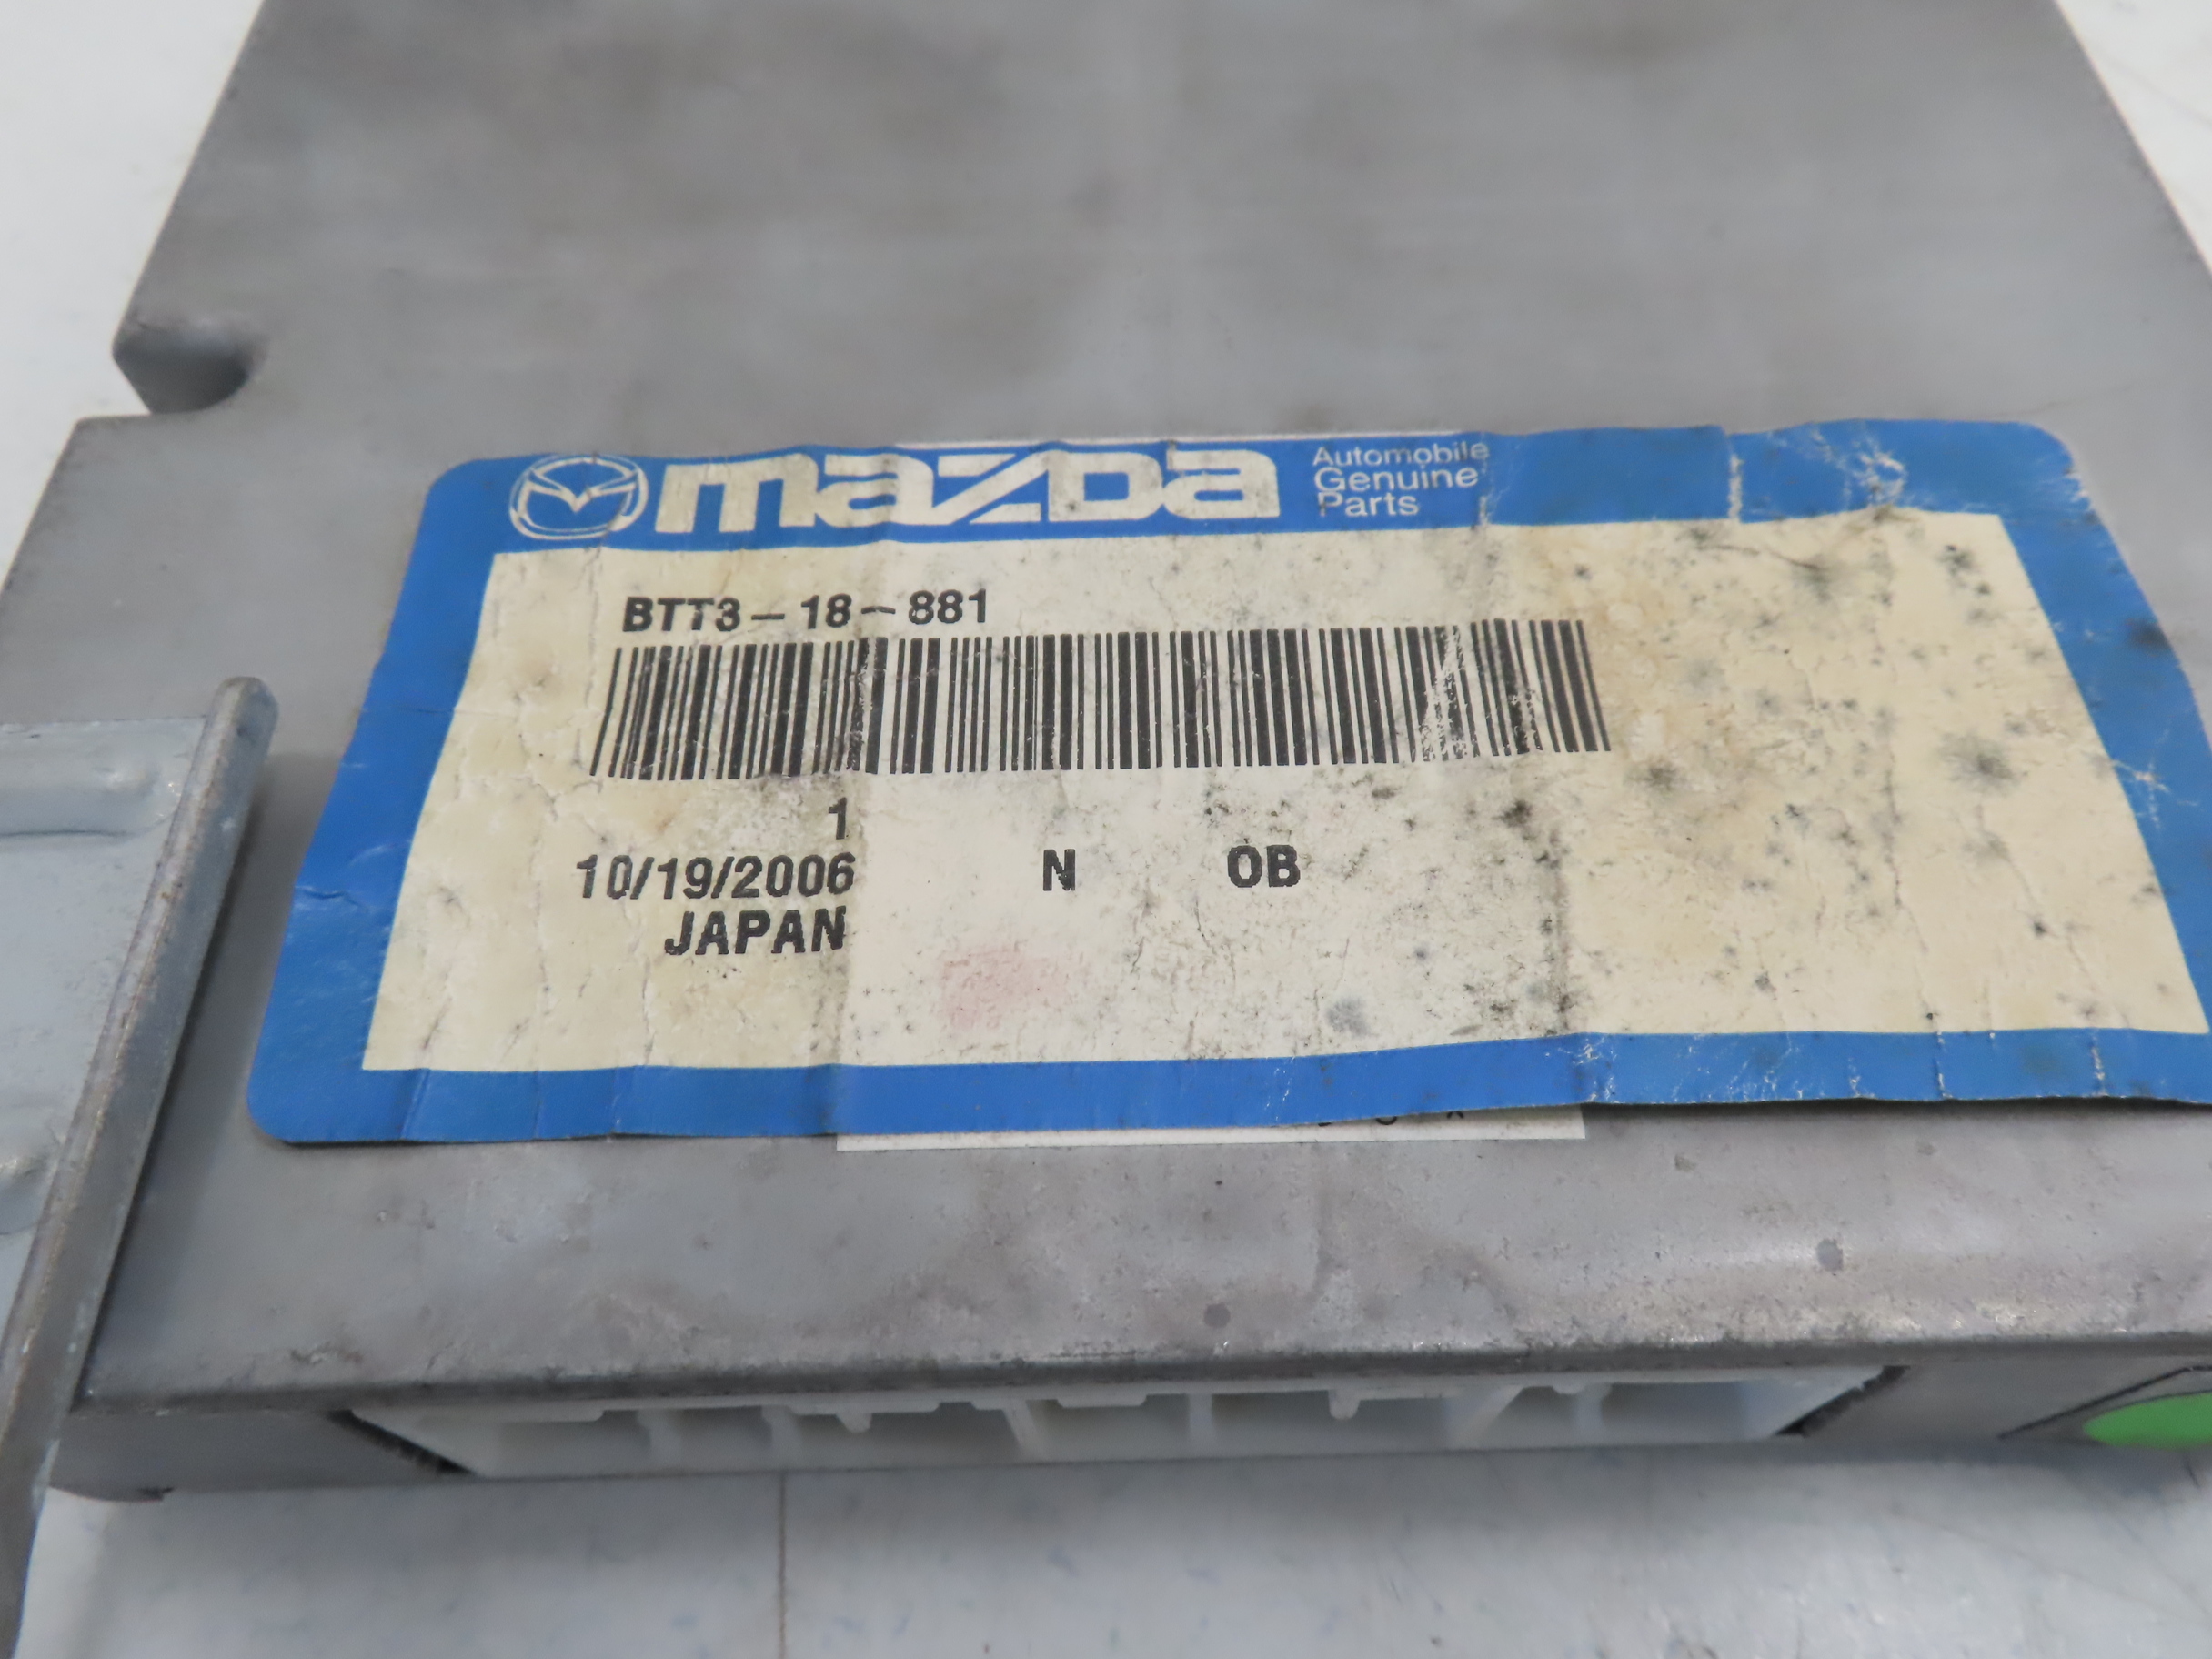 mazda
Automobile
Genuine
Parts
BTT3-18-881
1
10/19/2006 N OB
JAPAN